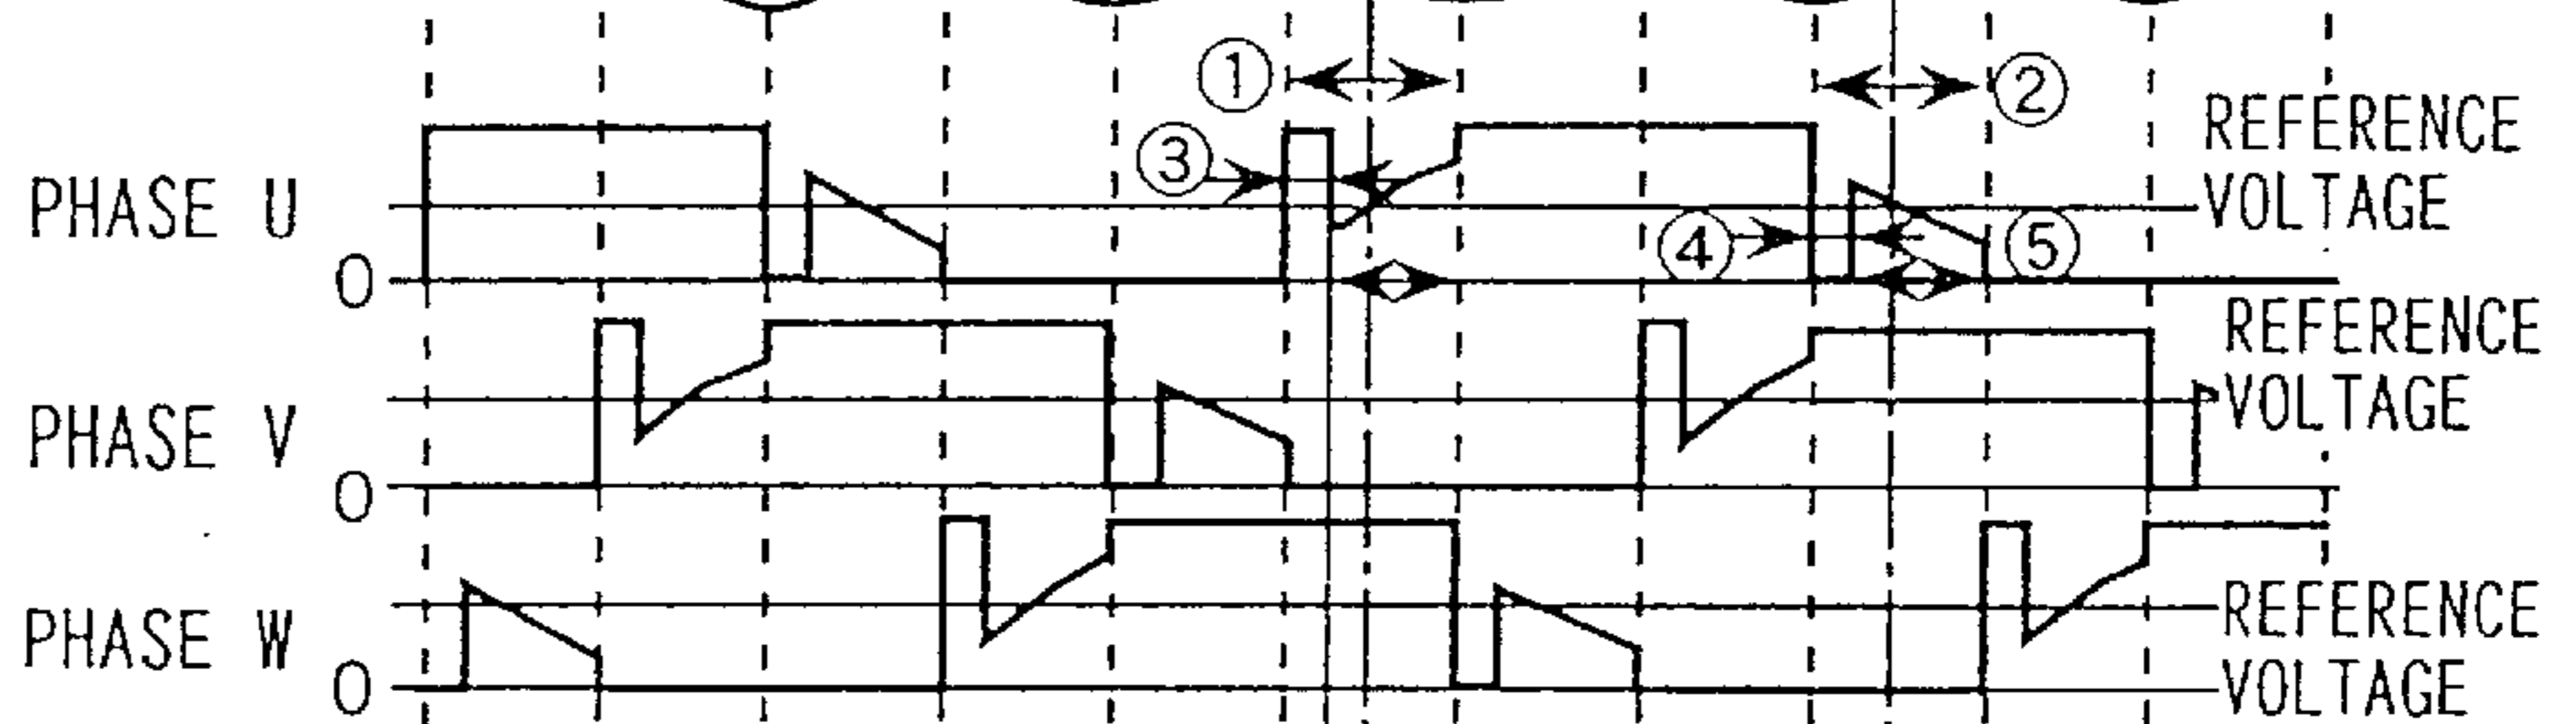 ① ②
REFERENCE
③
PHASE U VOLTAGE
④ ⑤
0
REFERENCE
PHASE V VOLTAGE
0
REFERENCE
PHASE W
0 VOLTAGE